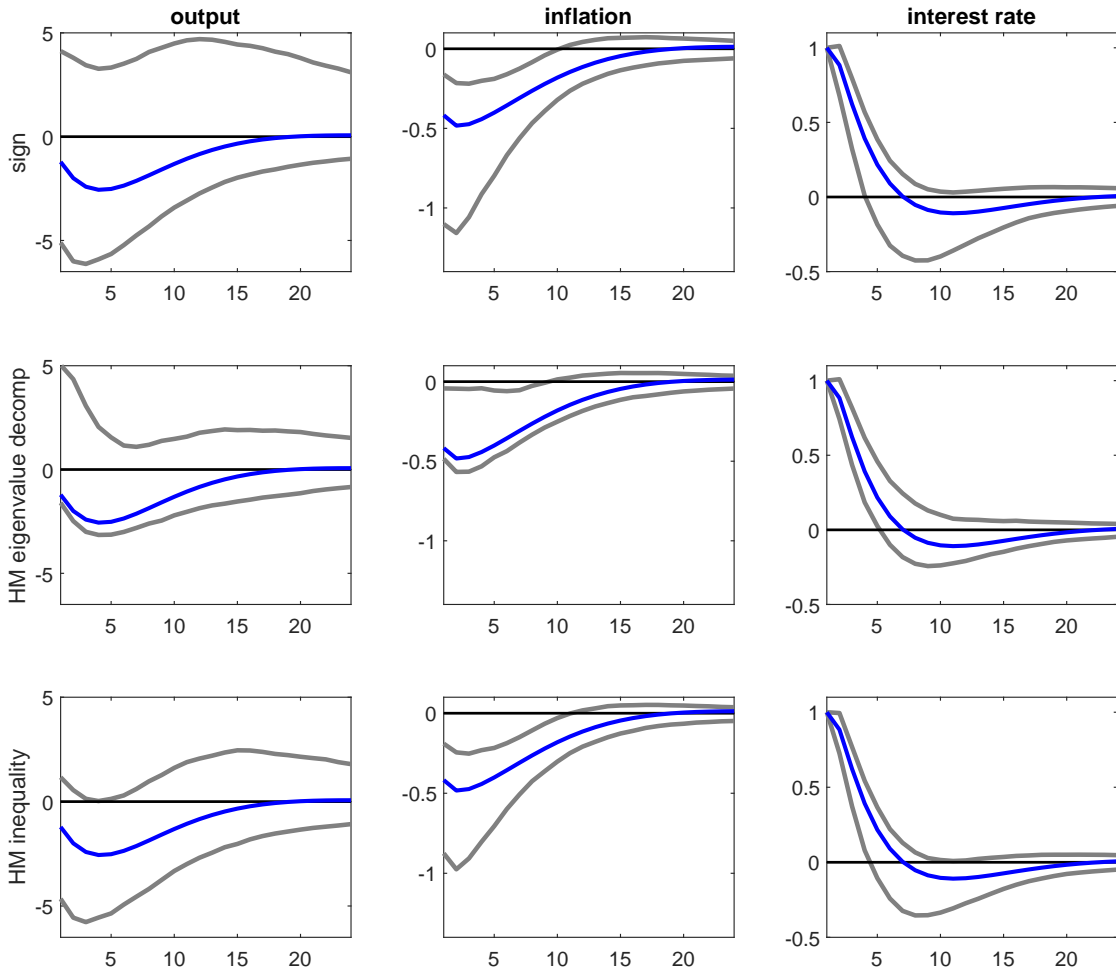 output inflation interest rate
sign
5 0 -5
5 10 15 20
0 -0.5 -1
5 10 15 20
1 0.5 0 -0.5
5 10 15 20
HM eigenvalue decomp
5 0 -5
5 10 15 20
0 -0.5 -1
5 10 15 20
1 0.5 0 -0.5
5 10 15 20
HM inequality
5 0 -5
5 10 15 20
0 -0.5 -1
5 10 15 20
1 0.5 0 -0.5
5 10 15 20